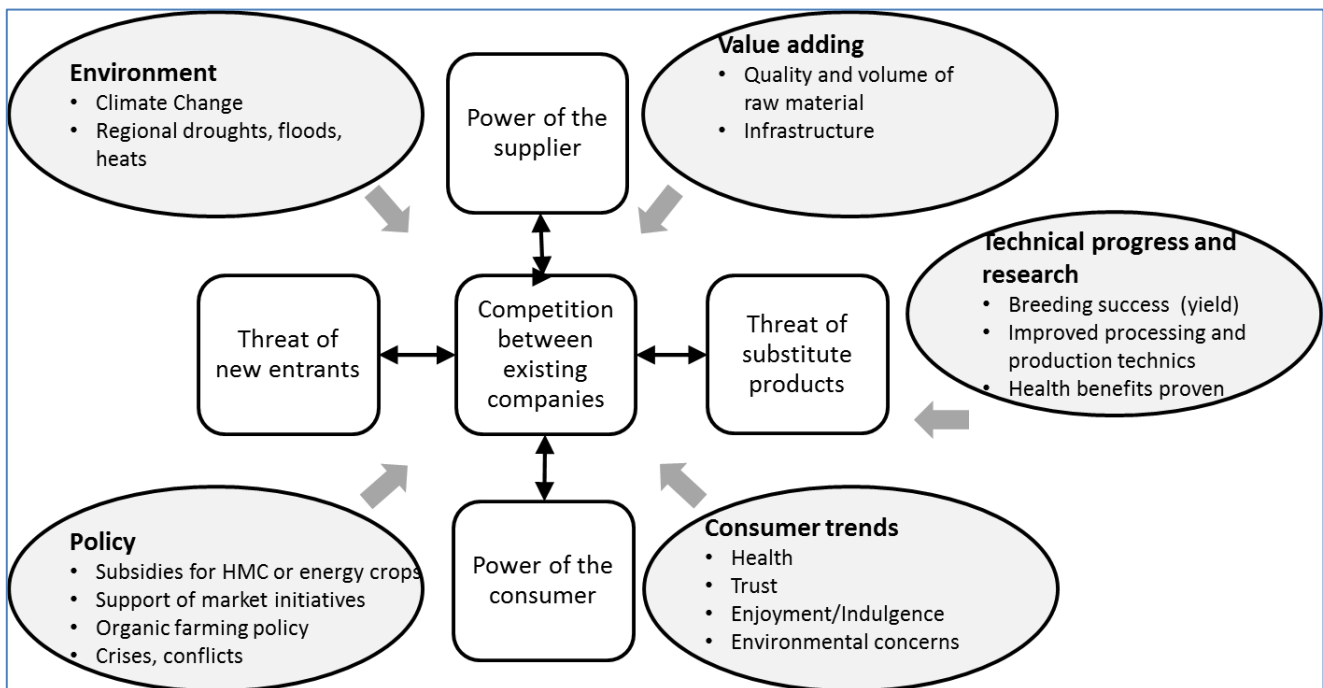 Environment
• Climate Change
• Regional droughts, floods,
heats
Power of the
supplier
Value adding
• Quality and volume of
raw material
• Infrastructure
Threat of
new entrants
Competition
between
existing
companies
Threat of
substitute
products
Technical progress and
research
• Breeding success (yield)
• Improved processing and
production technics
• Health benefits proven
Policy
• Subsidies for HMC or energy crops
• Support of market initiatives
• Organic farming policy
• Crises, conflicts
Power of the
consumer
Consumer trends
• Health
• Trust
• Enjoyment/Indulgence
• Environmental concerns